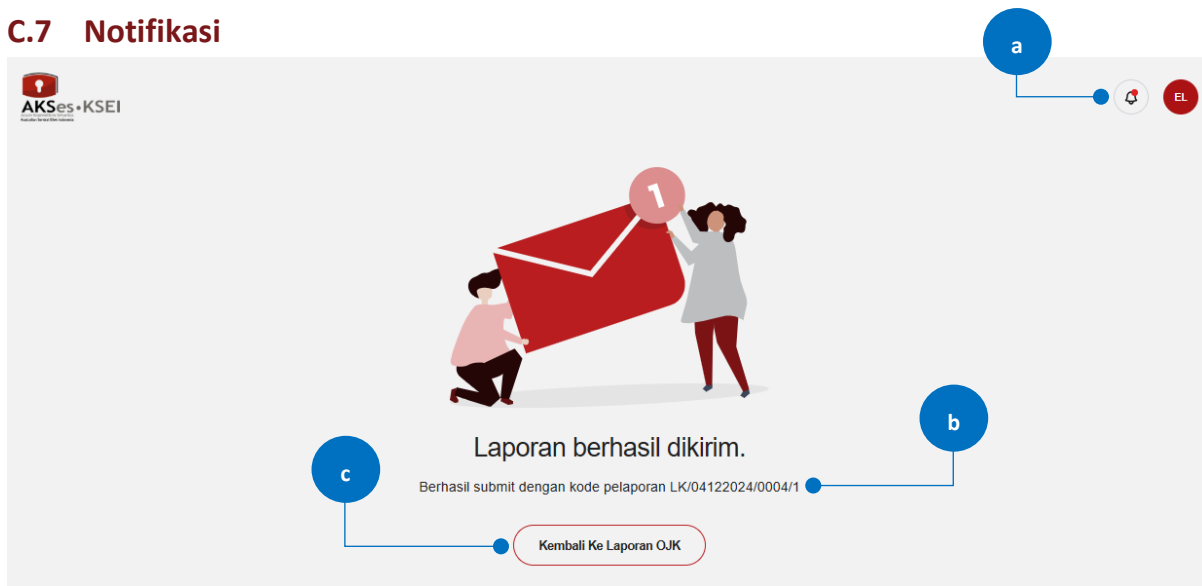 C.7 Notifikasi
a
AKSes•KSEI
EL
1
b
Laporan berhasil dikirim.
c
Berhasil submit dengan kode pelaporan LK/04122024/0004/1
Kembali Ke Laporan OJK